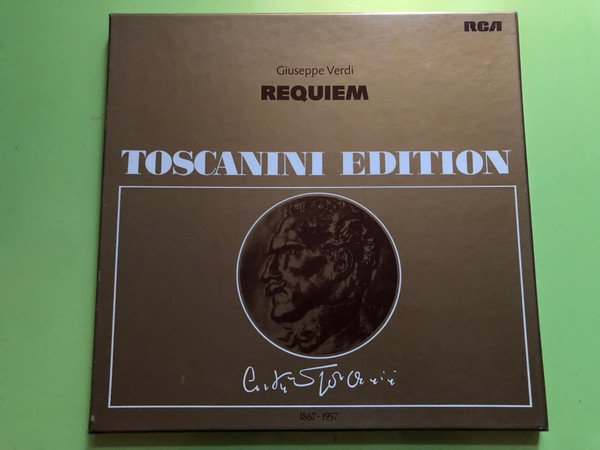 RCA
Giuseppe Verdi
REQUIEM
TOSCANINI EDITION
1867-1957